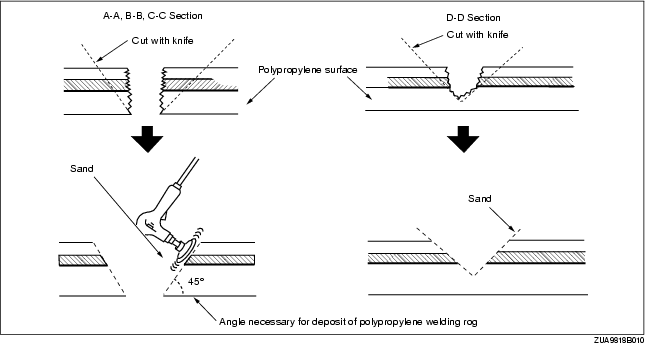 A-A, B-B, C-C Section
D-D Section
Cut with knife
Cut with knife
Polypropylene surface
Sand
Sand
45°
Angle necessary for deposit of polypropylene welding rog
ZUA9818B010